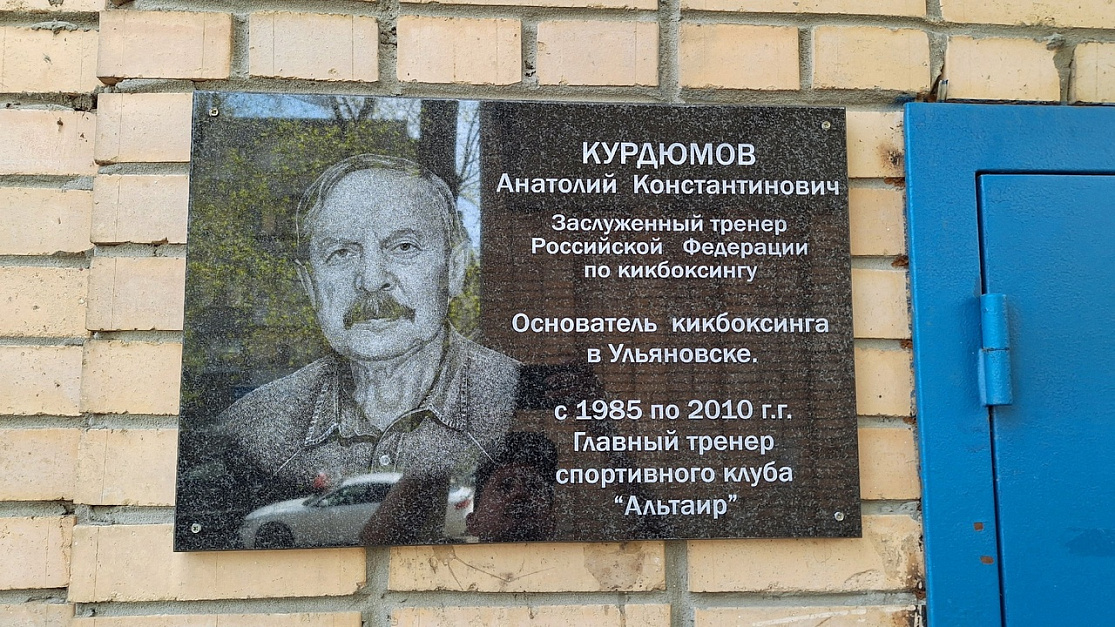 КУРДЮМОВ
Анатолий Константинович
Заслуженный тренер
Российской Федерации
по кикбоксингу
Основатель кикбоксинга
в Ульяновске.
с 1985 по 2010 г.г.
Главный тренер
спортивного клуба
“Альтаир”